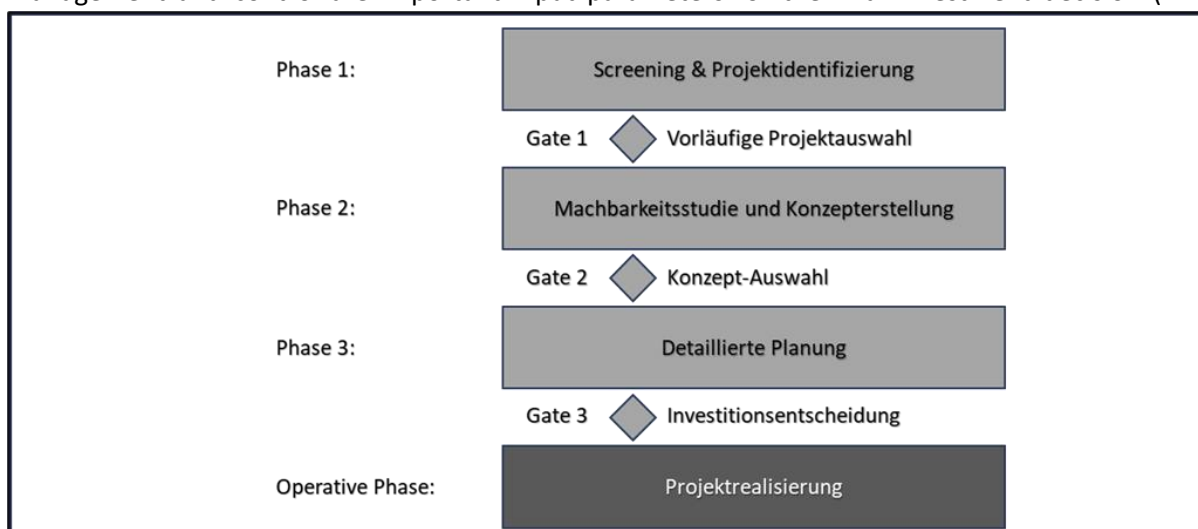 Phase 1: Screening & Projektidentifizierung
Gate 1 Vorläufige Projektauswahl
Phase 2: Machbarkeitsstudie und Konzepterstellung
Gate 2 Konzept-Auswahl
Phase 3: Detaillierte Planung
Gate 3 Investitionsentscheidung
Operative Phase: Projektrealisierung